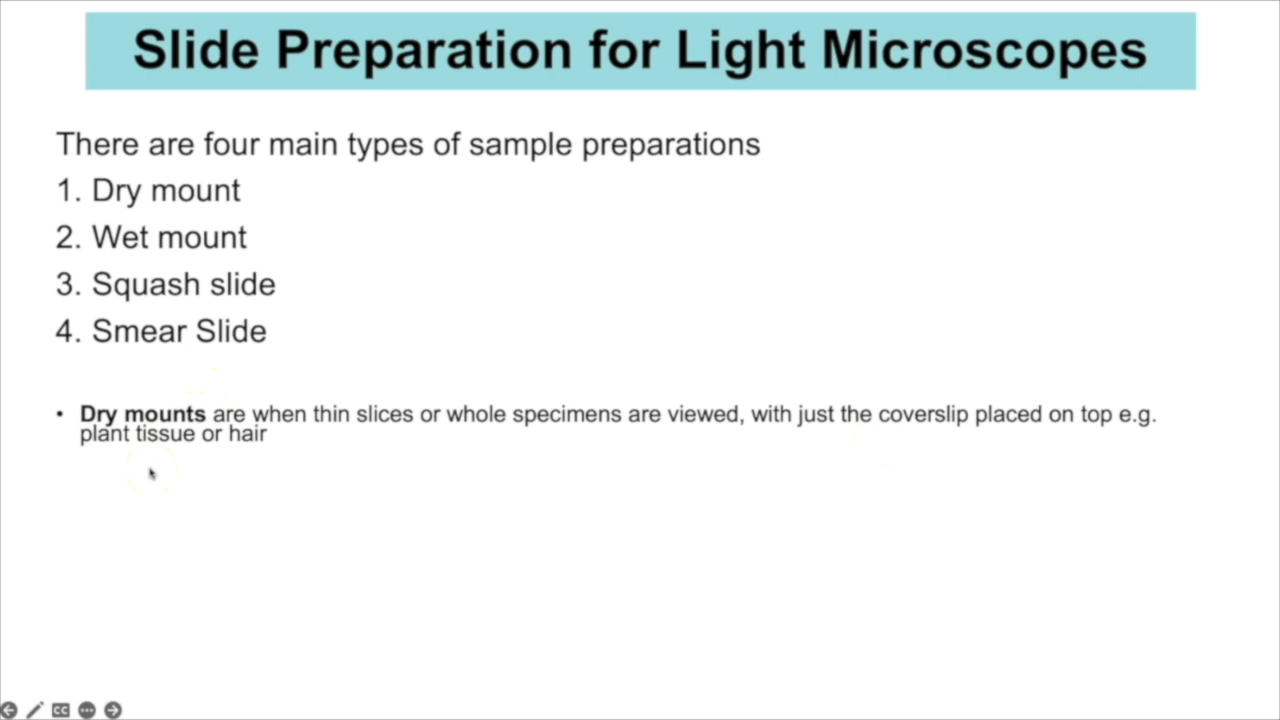 Slide Preparation for Light Microscopes
There are four main types of sample preparations
1. Dry mount
2. Wet mount
3. Squash slide
4. Smear Slide
• Dry mounts are when thin slices or whole specimens are viewed, with just the coverslip placed on top e.g.
plant tissue or hair
CC